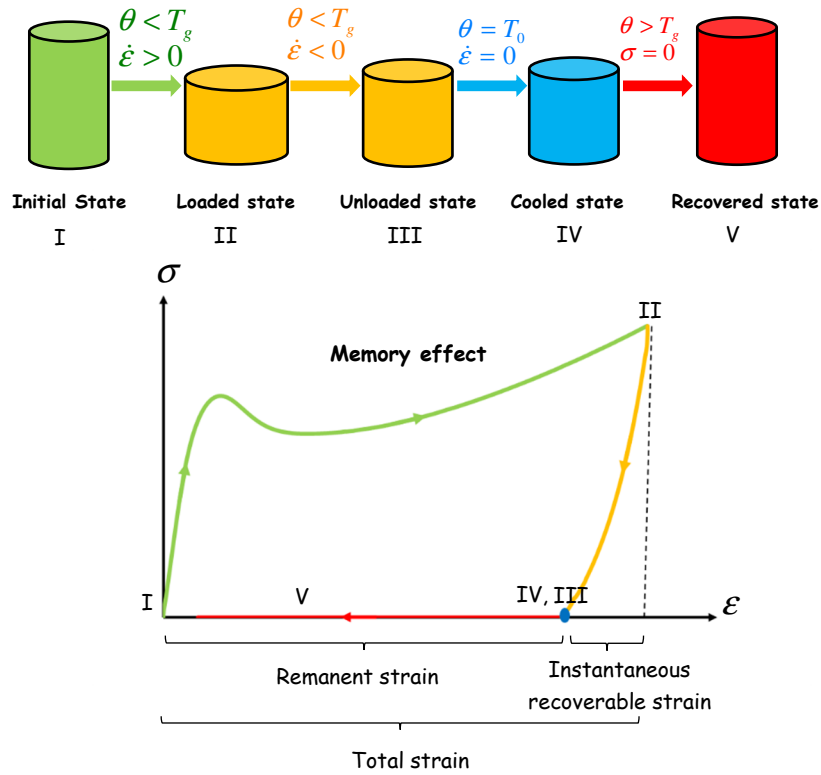 θ < T_g
ε̇ > 0
θ < T_g
ε̇ < 0
θ = T_0
ε̇ = 0
θ > T_g
σ = 0
Initial State
Loaded state
Unloaded state
Cooled state
Recovered state
I
II
III
IV
V
σ
II
Memory effect
I
V
IV, III
ε
Remanent strain
Instantaneous
recoverable strain
Total strain